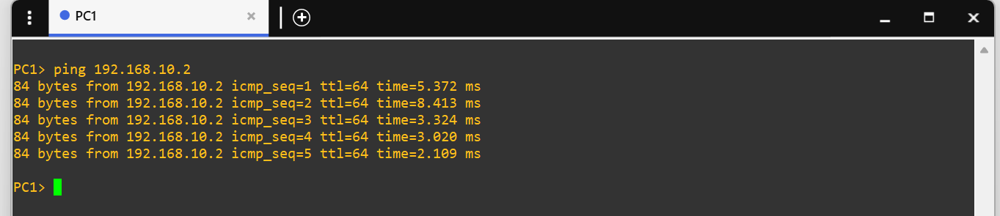 PC1
PC1> ping 192.168.10.2
84 bytes from 192.168.10.2 icmp_seq=1 ttl=64 time=5.372 ms
84 bytes from 192.168.10.2 icmp_seq=2 ttl=64 time=8.413 ms
84 bytes from 192.168.10.2 icmp_seq=3 ttl=64 time=3.324 ms
84 bytes from 192.168.10.2 icmp_seq=4 ttl=64 time=3.020 ms
84 bytes from 192.168.10.2 icmp_seq=5 ttl=64 time=2.109 ms
PC1>